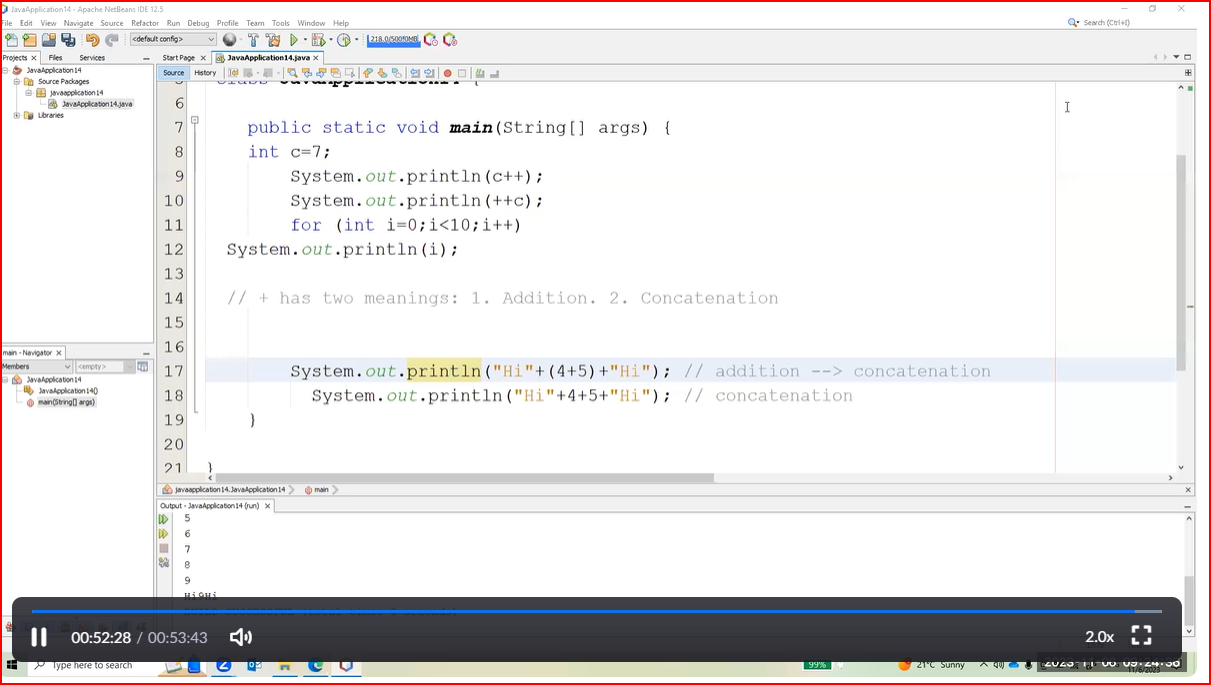 JavaApplication14 - Apache NetBeans IDE 12.5
File Edit View Navigate Source Refactor Run Debug Profile Team Tools Window Help
Search (Ctrl+I)
<default config>
218.0/500.0MB
Projects Files Services
Start Page JavaApplication14.java
Source History
JavaApplication14
Source Packages
javaapplication14
JavaApplication14.java
Libraries
class JavaApplication14 {
6
7 public static void main(String[] args) {
8 int c=7;
9 System.out.println(c++);
10 System.out.println(++c);
11 for (int i=0;i<10;i++)
12 System.out.println(i);
13
14 // + has two meanings: 1. Addition. 2. Concatenation
15
16
17 System.out.println("Hi"+(4+5)+"Hi"); // addition --> concatenation
18 System.out.println("Hi"+4+5+"Hi"); // concatenation
19 }
20
21 }
main - Navigator
Members <empty>
JavaApplication14
JavaApplication14()
main(String[] args)
javaapplication14.JavaApplication14 main
Output - JavaApplication14 (run)
5
6
7
8
9
Hi9Hi
00:52:28 / 00:53:43
2.0x
Type here to search
99%
21°C Sunny
2023-11-06 09:24:36
11/6/2023